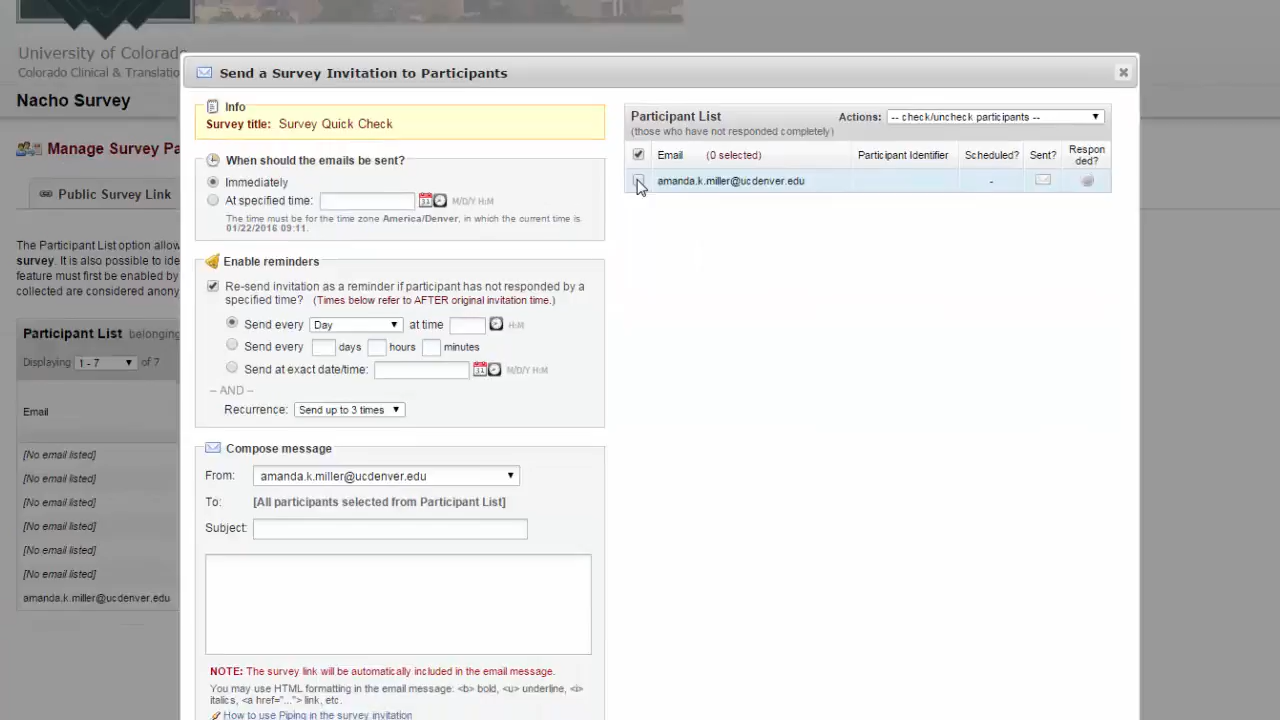 University of Colorado
Colorado Clinical & Translatio
Nacho Survey
Manage Survey Pa
Public Survey Link
The Participant List option allow
survey. It is also possible to ide
feature must first be enabled by
collected are considered anony
Participant List belonging
Displaying 1 - 7 of 7
Email
[No email listed]
[No email listed]
[No email listed]
[No email listed]
[No email listed]
[No email listed]
amanda.k.miller@ucdenver.edu
Send a Survey Invitation to Participants
Info
Survey title: Survey Quick Check
When should the emails be sent?
Immediately
At specified time: 31 M/D/Y H:M
The time must be for the time zone America/Denver, in which the current time is
01/22/2016 09:11.
Enable reminders
Re-send invitation as a reminder if participant has not responded by a
specified time? (Times below refer to AFTER original invitation time.)
Send every Day at time H:M
Send every days hours minutes
Send at exact date/time: 31 M/D/Y H:M
-- AND --
Recurrence: Send up to 3 times
Compose message
From: amanda.k.miller@ucdenver.edu
To: [All participants selected from Participant List]
Subject:
NOTE: The survey link will be automatically included in the email message.
You may use HTML formatting in the email message: <b> bold, <u> underline, <i>
italics, <a href="..."> link, etc.
How to use Piping in the survey invitation
Participant List
(those who have not responded completely)
Actions: -- check/uncheck participants --
Email (0 selected) Participant Identifier Scheduled? Sent? Respon
ded?
amanda.k.miller@ucdenver.edu -